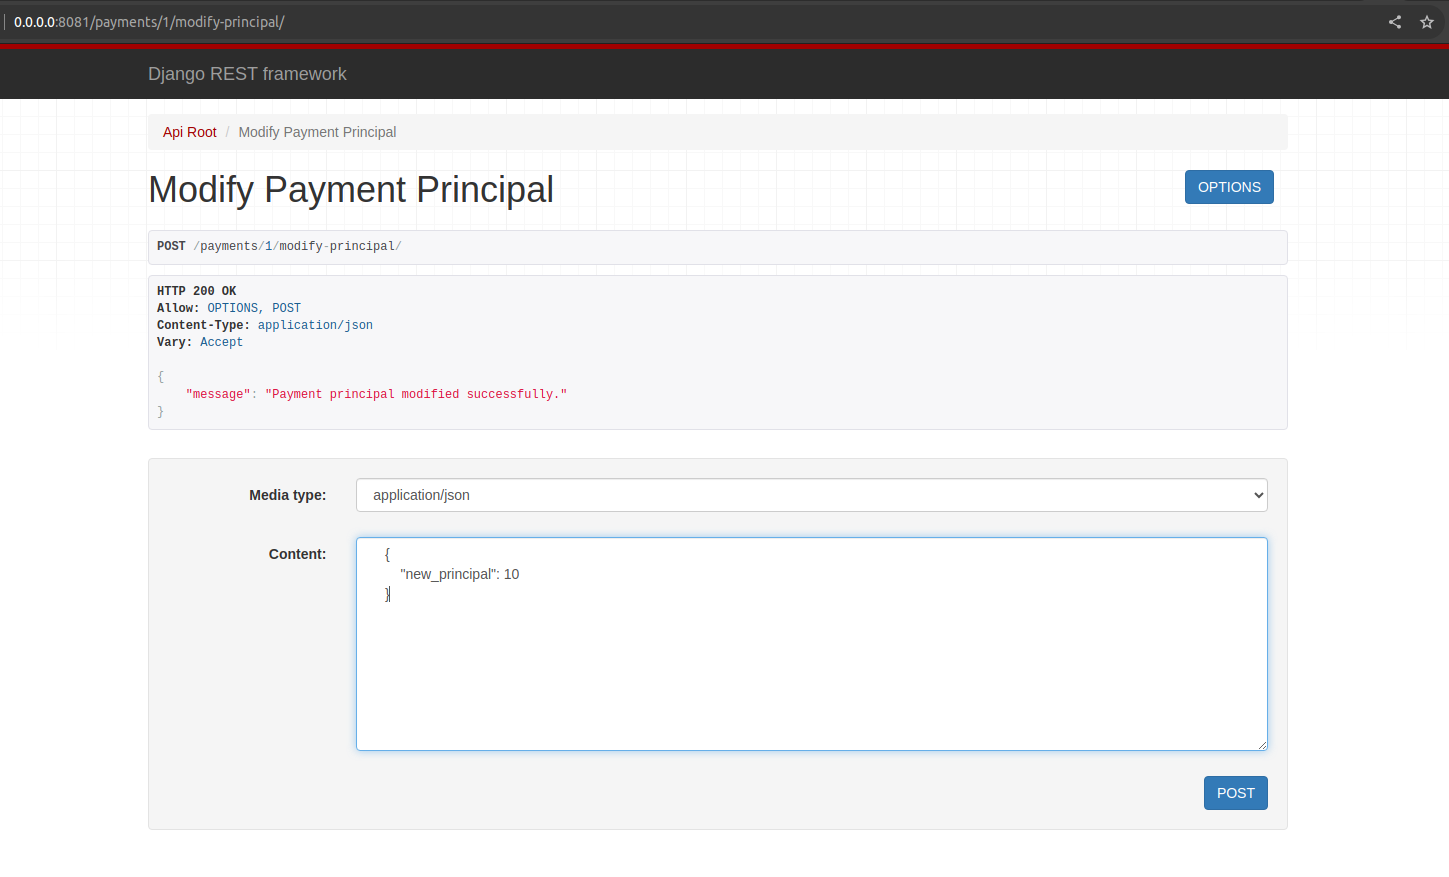 0.0.0.0:8081/payments/1/modify-principal/
Django REST framework
Api Root / Modify Payment Principal
Modify Payment Principal
OPTIONS
POST /payments/1/modify-principal/
HTTP 200 OK
Allow: OPTIONS, POST
Content-Type: application/json
Vary: Accept
{
"message": "Payment principal modified successfully."
}
Media type:
application/json
Content:
{
"new_principal": 10
}
POST